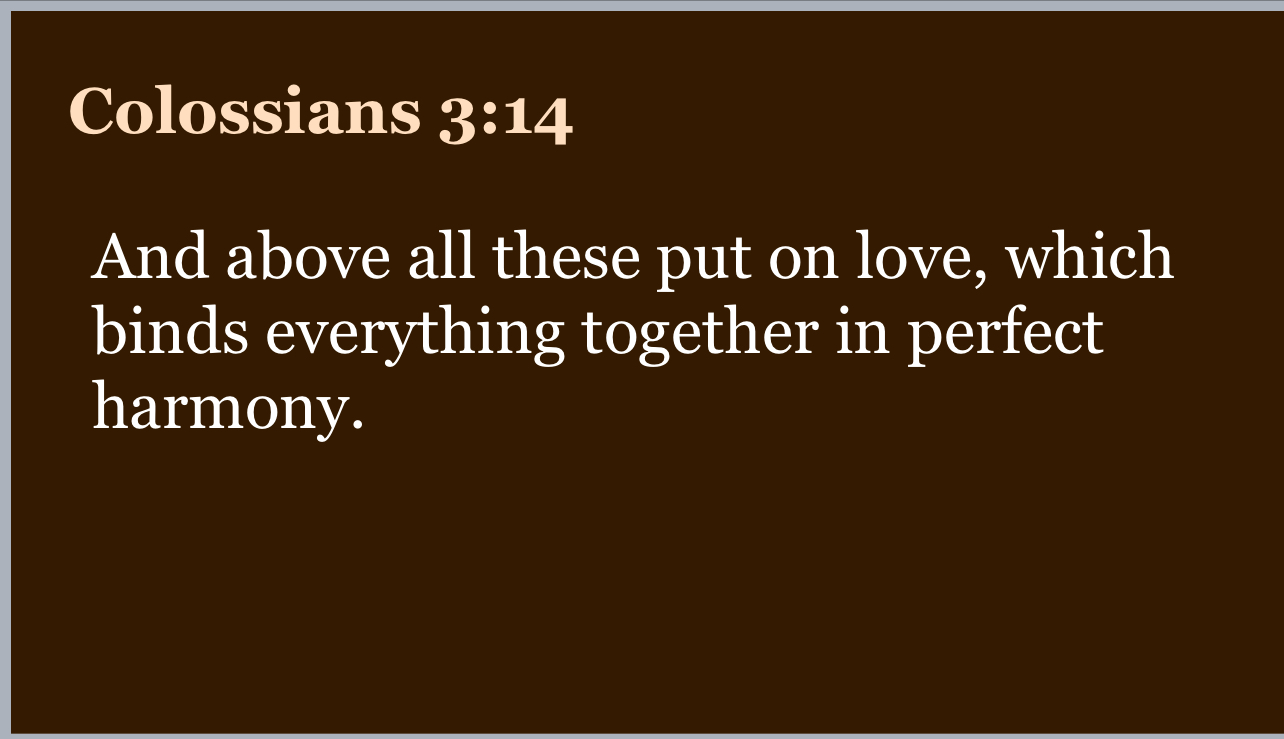 Colossians 3:14
And above all these put on love, which
binds everything together in perfect
harmony.